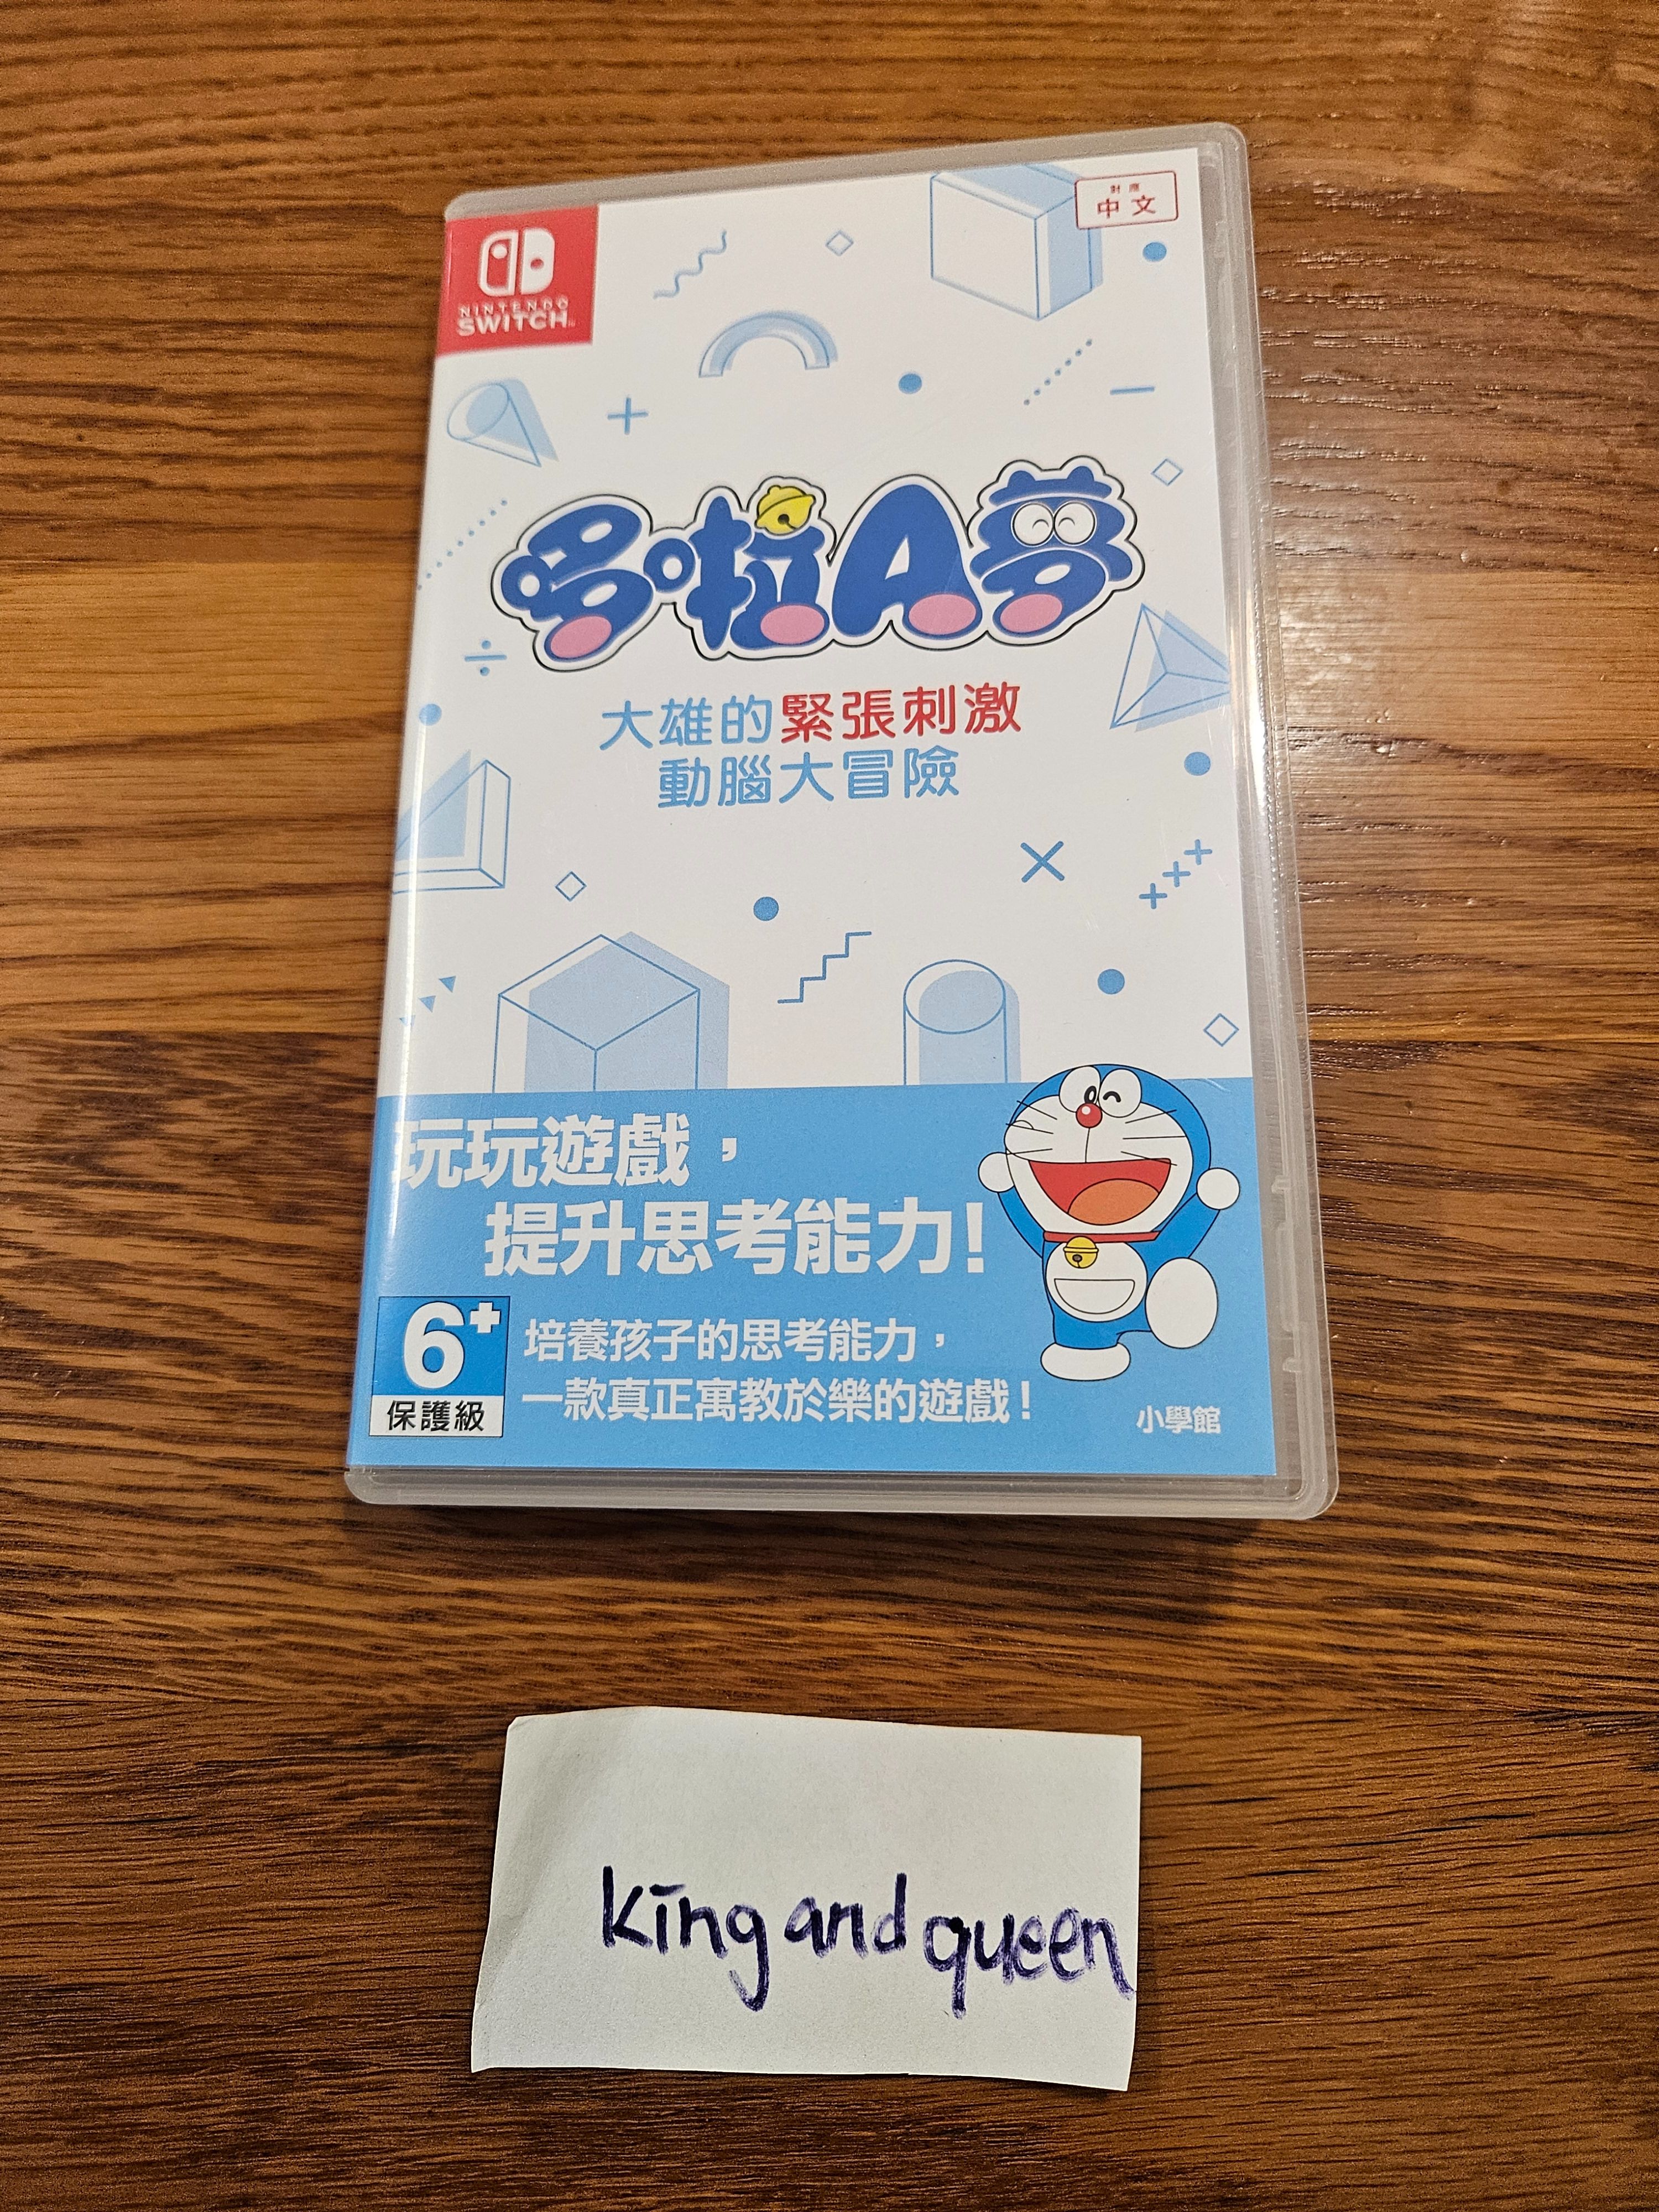 NINTENDO
SWITCH
對應
中文
哆啦A夢
大雄的緊張刺激
動腦大冒險
玩玩遊戲，
提升思考能力！
6+
保護級
培養孩子的思考能力，
一款真正寓教於樂的遊戲！
小學館
king and queen